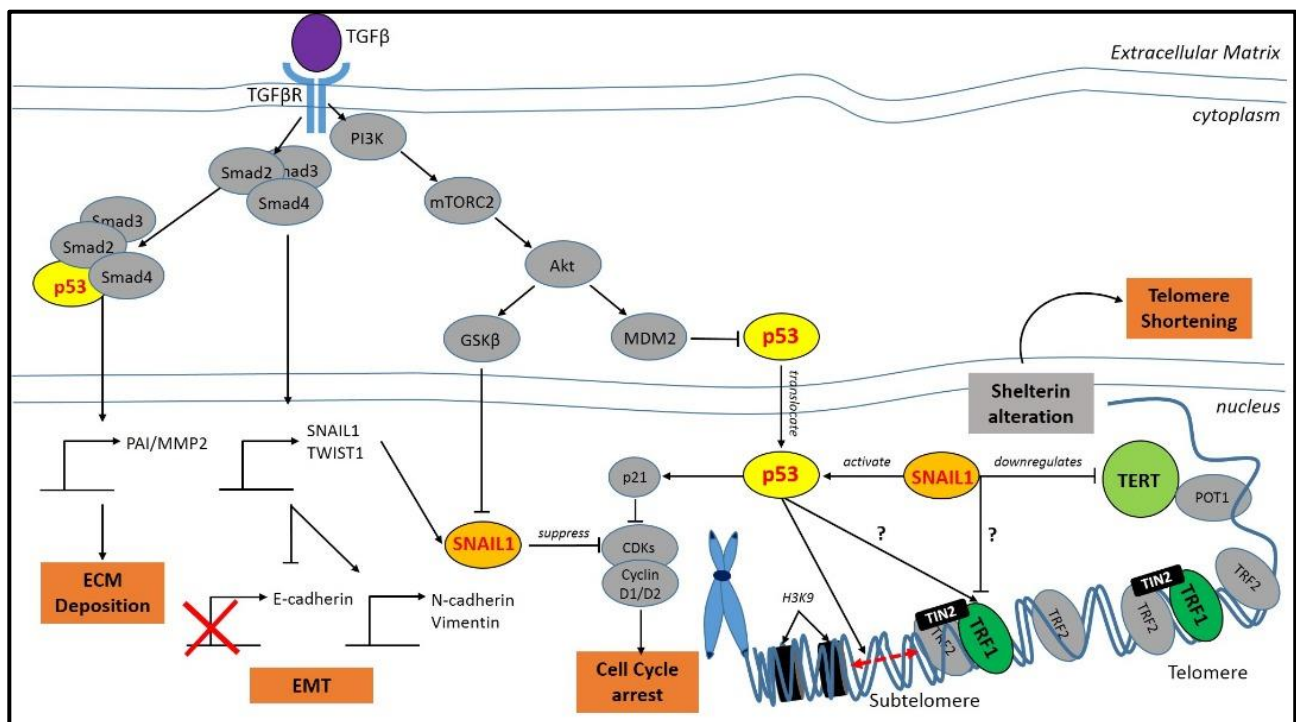 TGFβ
Extracellular Matrix
TGFβR
cytoplasm
PI3K
Smad2
mad3
Smad4
mTORC2
Smad3
Smad2
Smad4
p53
Akt
GSKβ
MDM2
p53
Telomere
Shortening
translocate
Shelterin
alteration
nucleus
PAI/MMP2
SNAIL1
TWIST1
p21
p53
activate
SNAIL1
downregulates
TERT
POT1
SNAIL1
suppress
CDKs
Cyclin
D1/D2
?
?
ECM
Deposition
E-cadherin
N-cadherin
Vimentin
EMT
Cell Cycle
arrest
H3K9
TIN2
TRF2
TRF1
TRF2
TIN2
TRF2
TRF1
TRF2
Subtelomere
Telomere